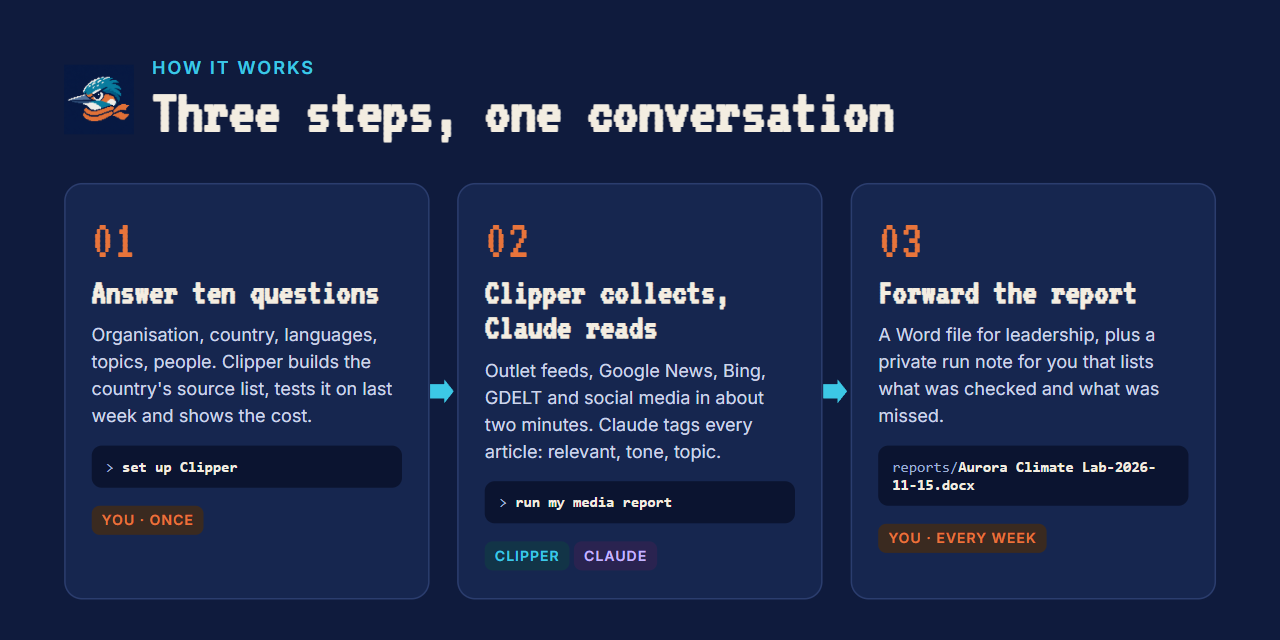 HOW IT WORKS
Three steps, one conversation
01
Answer ten questions
Organisation, country, languages,
topics, people. Clipper builds the
country's source list, tests it on last
week and shows the cost.
> set up Clipper
YOU · ONCE
02
Clipper collects,
Claude reads
Outlet feeds, Google News, Bing,
GDELT and social media in about
two minutes. Claude tags every
article: relevant, tone, topic.
> run my media report
CLIPPER CLAUDE
03
Forward the report
A Word file for leadership, plus a
private run note for you that lists
what was checked and what was
missed.
reports/Aurora Climate Lab-2026-
11-15.docx
YOU · EVERY WEEK